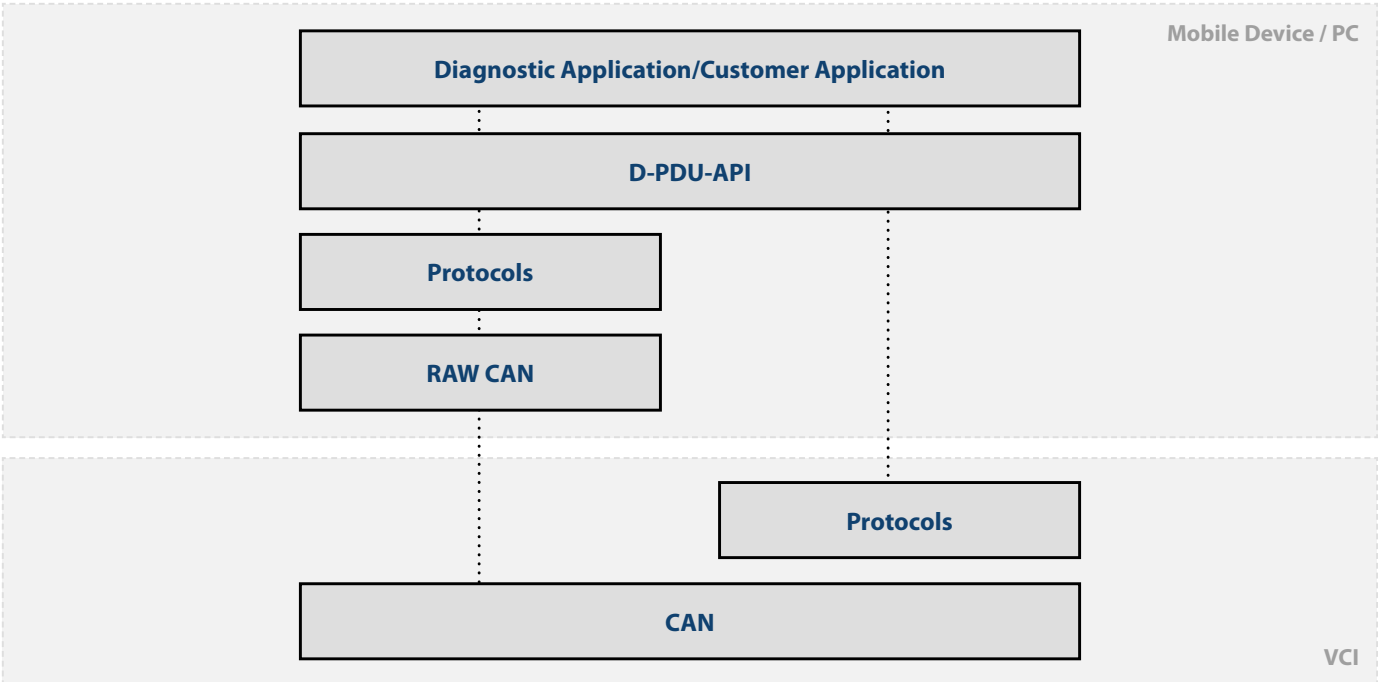 Mobile Device / PC
Diagnostic Application/Customer Application
D-PDU-API
Protocols
RAW CAN
Protocols
CAN
VCI